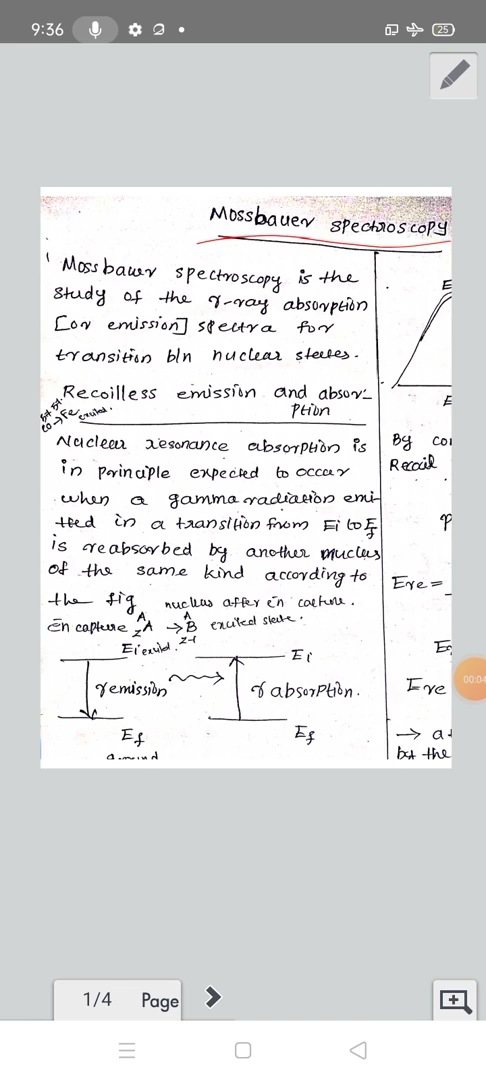 9:36
25
Mossbauer spectroscopy
Mossbauer spectroscopy is the
study of the γ-ray absorption
[or emission] spectra for
transition b/n nuclear states.
Recoilless emission and absor-
ption
Nuclear resonance absorption is
in principle expected to occur
when a gamma radiation emi-
tted in a transition from Ei to Ef
is reabsorbed by another nucleus
of the same kind according to
the fig nucleus after en capture.
en capture A Z A → A Z-1 B excited state.
Ei excited.
Ei
γ emission
γ absorption.
Ef
Ef
ground
E
E
By co
Recoil
P
Ere =
E
Ere
00:04
→ a
but the
1/4 Page